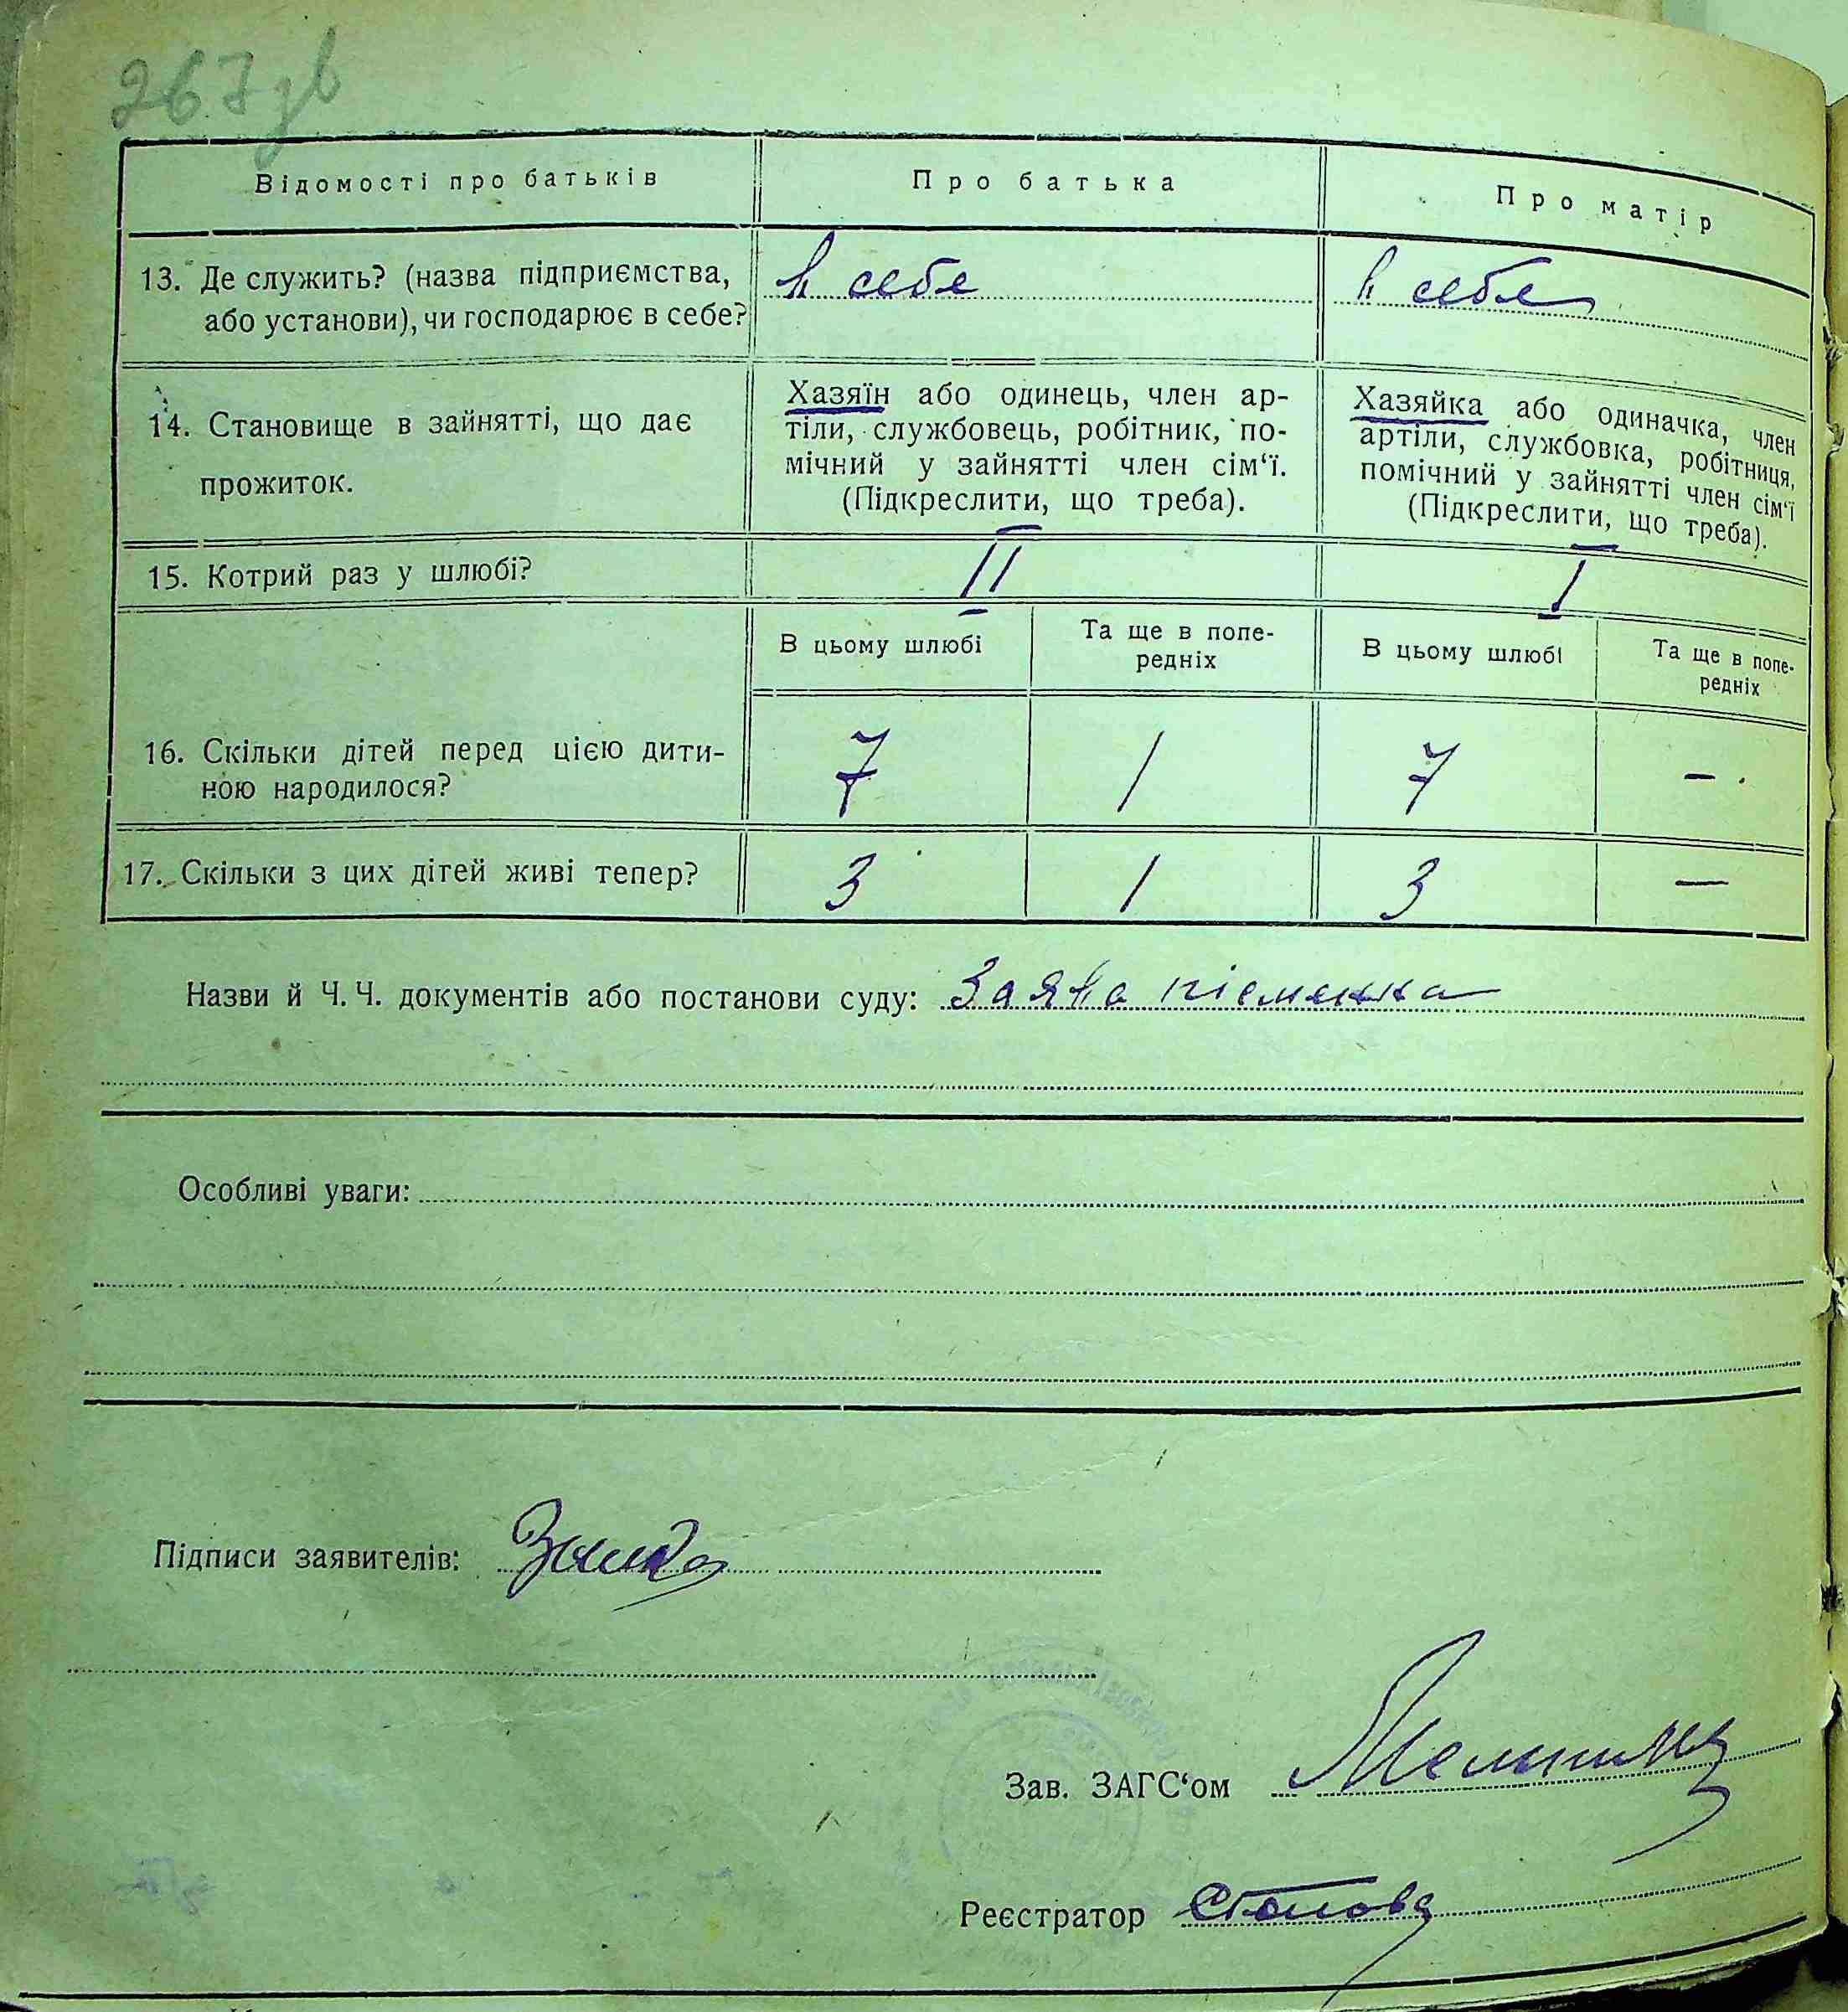 267 зв
Відомості про батьків
Про батька
Про матір
13. Де служить? (назва підприємства,
або установи), чи господарює в себе?
в себе
в себе
14. Становище в зайнятті, що дає
прожиток.
Хазяїн або одинець, член ар-
тіли, службовець, робітник, по-
мічний у зайнятті член сім‘ї.
(Підкреслити, що треба).
Хазяйка або одиначка, член
артіли, службовка, робітниця,
помічний у зайнятті член сім‘ї
(Підкреслити, що треба).
15. Котрий раз у шлюбі?
II
I
В цьому шлюбі
Та ще в попе-
редніх
В цьому шлюбі
Та ще в попе-
редніх
16. Скільки дітей перед цією дити-
ною народилося?
7
1
7
–
17. Скільки з цих дітей живі тепер?
3
1
3
—
Назви й Ч. Ч. документів або постанови суду: Заява
Особливі уваги:
Підписи заявителів:
Зав. ЗАГС‘ом
Реєстратор